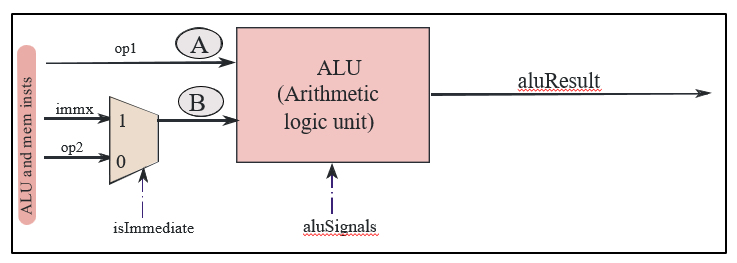 ALU and mem insts
op1
A
immx
1
B
op2
0
isImmediate
ALU
(Arithmetic
logic unit)
aluSignals
aluResult